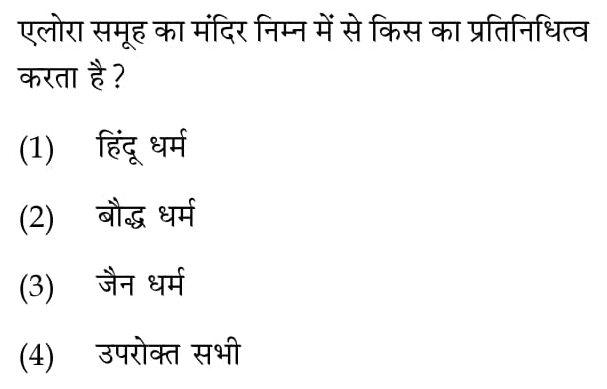 एलोरा समूह का मंदिर निम्न में से किस का प्रतिनिधित्व
करता है ?
(1) हिंदू धर्म
(2) बौद्ध धर्म
(3) जैन धर्म
(4) उपरोक्त सभी